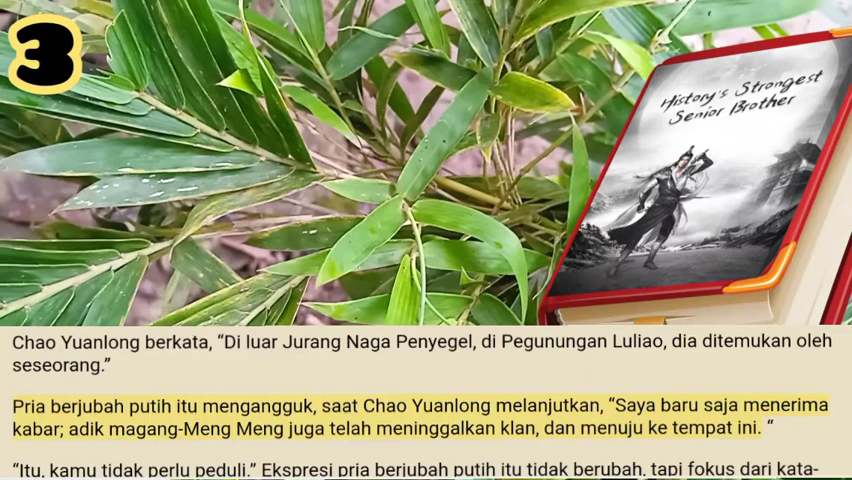 3
History's Strongest
Senior Brother
Chao Yuanlong berkata, “Di luar Jurang Naga Penyegel, di Pegunungan Luliao, dia ditemukan oleh
seseorang.”
Pria berjubah putih itu mengangguk, saat Chao Yuanlong melanjutkan, “Saya baru saja menerima
kabar; adik magang-Meng Meng juga telah meninggalkan klan, dan menuju ke tempat ini. “
“Itu, kamu tidak perlu peduli.” Ekspresi pria berjubah putih itu tidak berubah, tapi fokus dari kata-